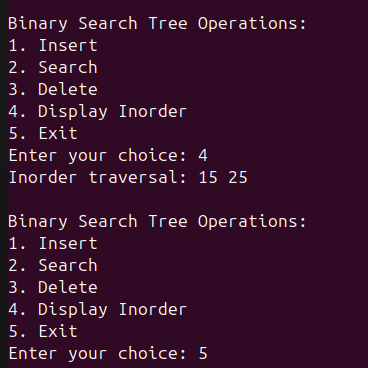 Binary Search Tree Operations:
1. Insert
2. Search
3. Delete
4. Display Inorder
5. Exit
Enter your choice: 4
Inorder traversal: 15 25
Binary Search Tree Operations:
1. Insert
2. Search
3. Delete
4. Display Inorder
5. Exit
Enter your choice: 5